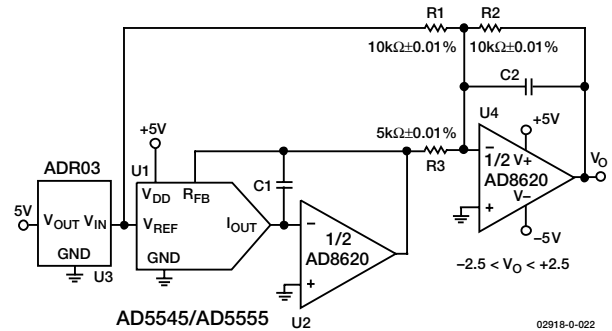 R1
R2
10kΩ±0.01%
10kΩ±0.01%
C2
U4
+5V
5kΩ±0.01%
R3
−
1/2
AD8620
V+
V−
+
−5V
VO
−2.5 < VO < +2.5
+5V
ADR03
U1
VDD
RFB
C1
5V
VOUT VIN
VREF
IOUT
GND
U3
GND
−
1/2
AD8620
+
U2
AD5545/AD5555
02918-0-022